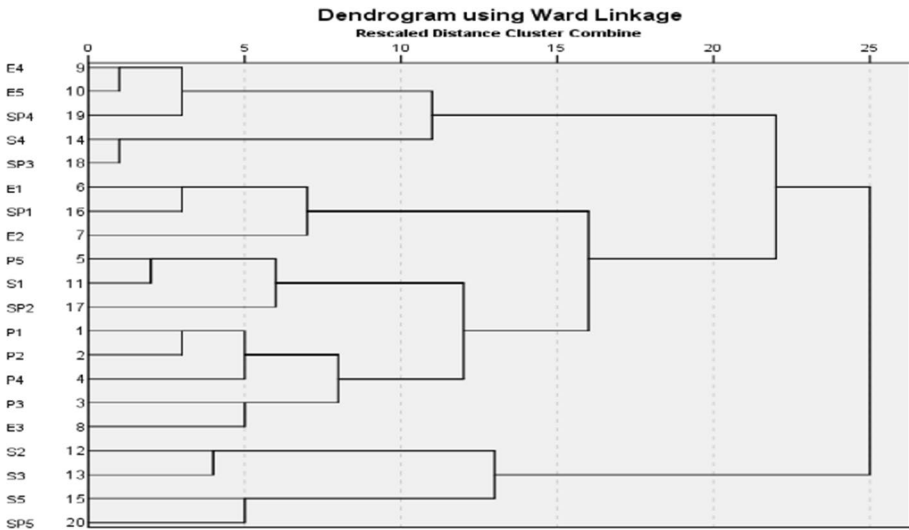 Dendrogram using Ward Linkage
Rescaled Distance Cluster Combine
0 5 10 15 20 25
E4 9
E5 10
SP4 19
S4 14
SP3 18
E1 6
SP1 16
E2 7
P5 5
S1 11
SP2 17
P1 1
P2 2
P4 4
P3 3
E3 8
S2 12
S3 13
S5 15
SP5 20